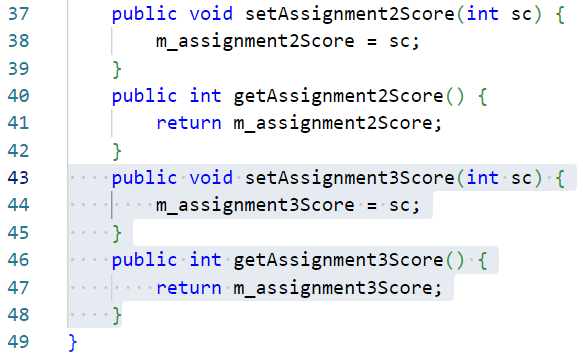 37 public void setAssignment2Score(int sc) {
38 m_assignment2Score = sc;
39 }
40 public int getAssignment2Score() {
41 return m_assignment2Score;
42 }
43 public void setAssignment3Score(int sc) {
44 m_assignment3Score = sc;
45 }
46 public int getAssignment3Score() {
47 return m_assignment3Score;
48 }
49 }